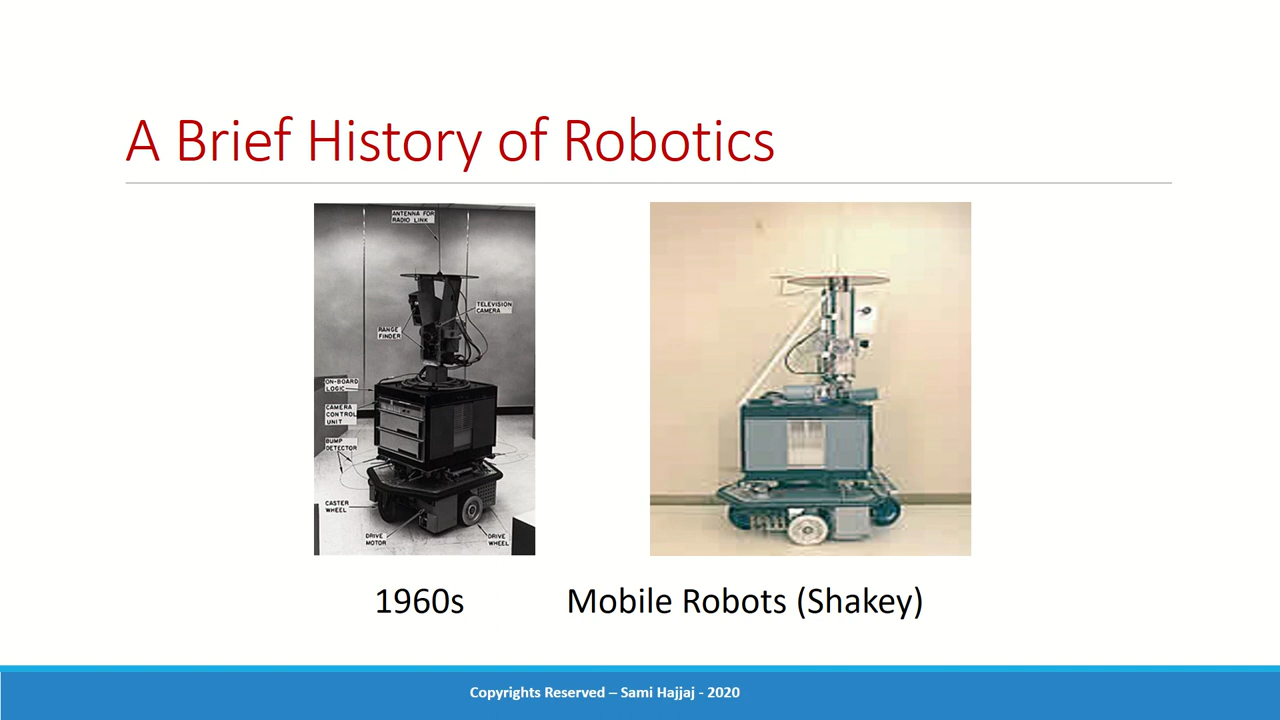 A Brief History of Robotics
ANTENNA FOR
RADIO LINK
TELEVISION
CAMERA
RANGE
FINDER
ON-BOARD
LOGIC
CAMERA
CONTROL
UNIT
BUMP
DETECTOR
CASTER
WHEEL
DRIVE
MOTOR
DRIVE
WHEEL
1960s
Mobile Robots (Shakey)
Copyrights Reserved – Sami Hajjaj - 2020